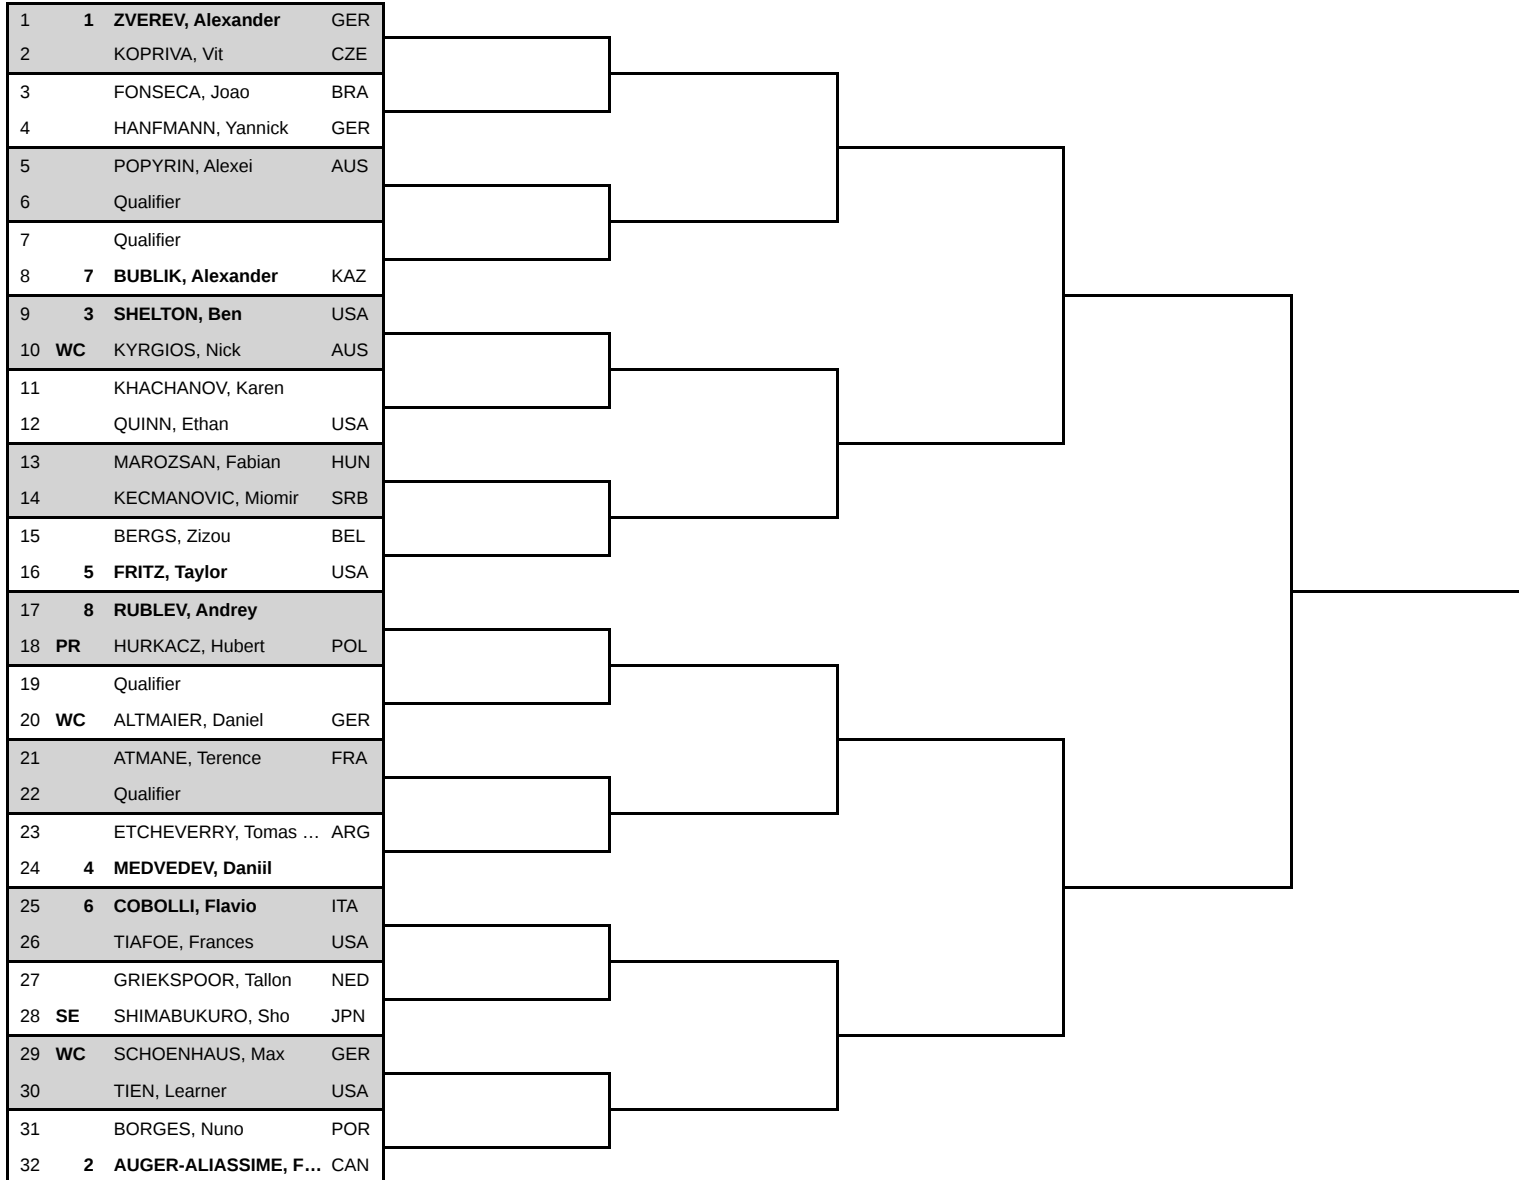 1 1 ZVEREV, Alexander GER
2 KOPRIVA, Vit CZE
3 FONSECA, Joao BRA
4 HANFMANN, Yannick GER
5 POPYRIN, Alexei AUS
6 Qualifier
7 Qualifier
8 7 BUBLIK, Alexander KAZ
9 3 SHELTON, Ben USA
10 WC KYRGIOS, Nick AUS
11 KHACHANOV, Karen
12 QUINN, Ethan USA
13 MAROZSAN, Fabian HUN
14 KECMANOVIC, Miomir SRB
15 BERGS, Zizou BEL
16 5 FRITZ, Taylor USA
17 8 RUBLEV, Andrey
18 PR HURKACZ, Hubert POL
19 Qualifier
20 WC ALTMAIER, Daniel GER
21 ATMANE, Terence FRA
22 Qualifier
23 ETCHEVERRY, Tomas … ARG
24 4 MEDVEDEV, Daniil
25 6 COBOLLI, Flavio ITA
26 TIAFOE, Frances USA
27 GRIEKSPOOR, Tallon NED
28 SE SHIMABUKURO, Sho JPN
29 WC SCHOENHAUS, Max GER
30 TIEN, Learner USA
31 BORGES, Nuno POR
32 2 AUGER-ALIASSIME, F… CAN